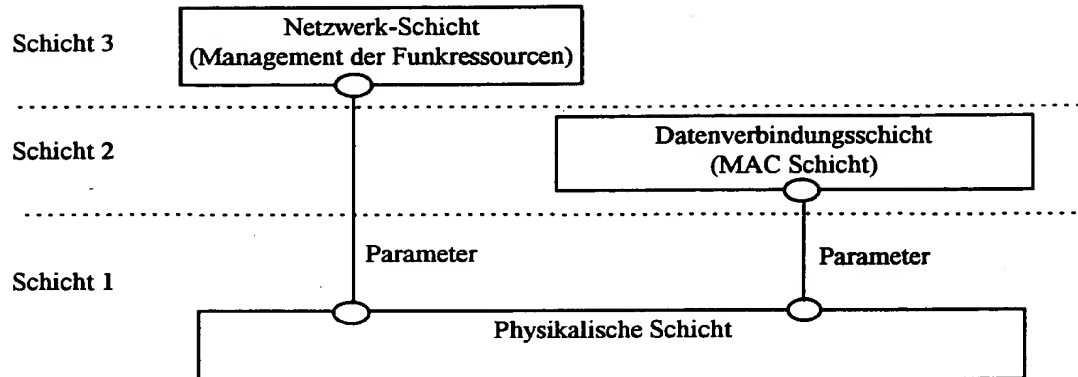 Schicht 3
Netzwerk-Schicht
(Management der Funkressourcen)
Schicht 2
Datenverbindungsschicht
(MAC Schicht)
Schicht 1
Parameter
Parameter
Physikalische Schicht